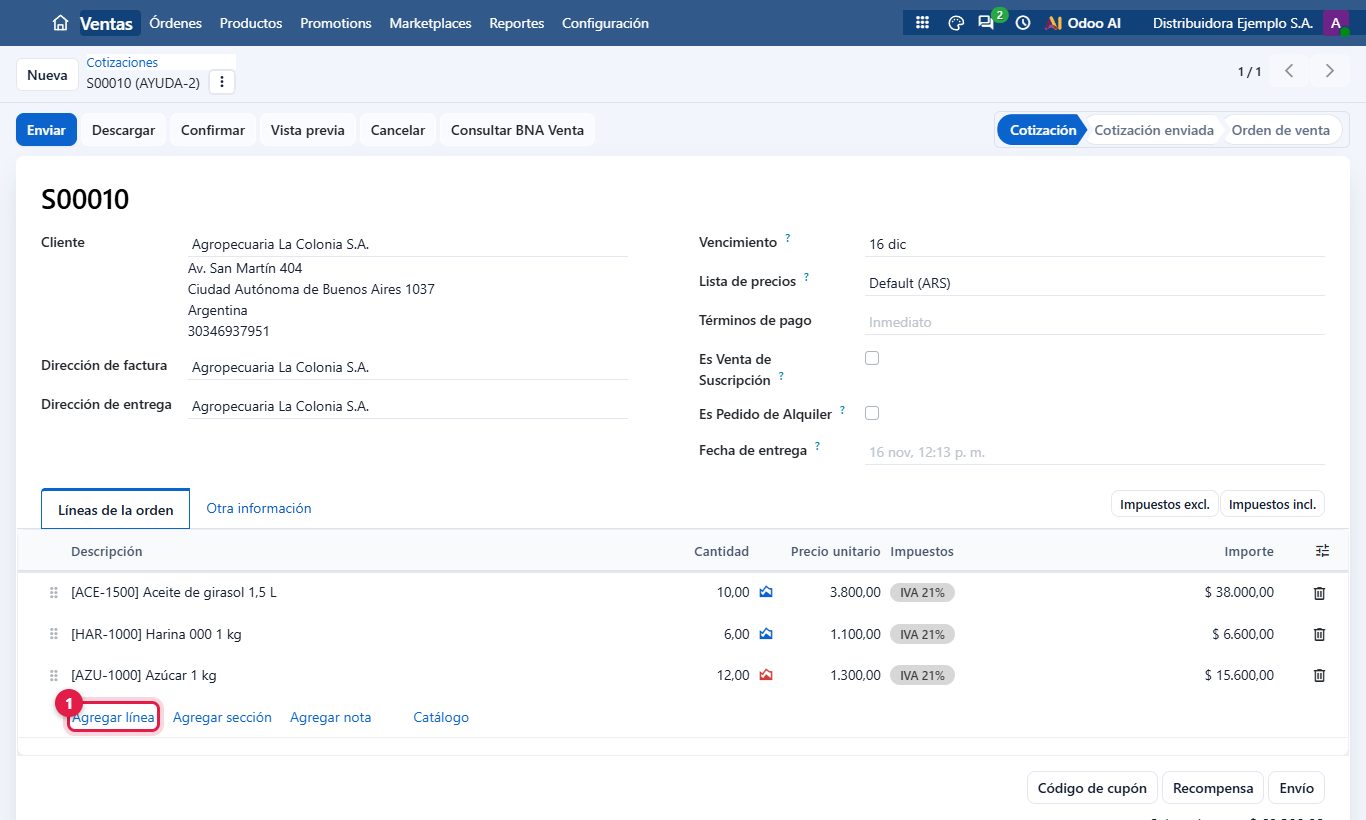 Ventas Órdenes Productos Promotions Marketplaces Reportes Configuración 2 Odoo AI Distribuidora Ejemplo S.A. A
Nueva
Cotizaciones
S00010 (AYUDA-2)
1 / 1
Enviar Descargar Confirmar Vista previa Cancelar Consultar BNA Venta
Cotización Cotización enviada Orden de venta
S00010
Cliente Agropecuaria La Colonia S.A.
Av. San Martín 404
Ciudad Autónoma de Buenos Aires 1037
Argentina
30346937951
Dirección de factura Agropecuaria La Colonia S.A.
Dirección de entrega Agropecuaria La Colonia S.A.
Vencimiento ? 16 dic
Lista de precios ? Default (ARS)
Términos de pago Inmediato
Es Venta de
Suscripción ?
Es Pedido de Alquiler ?
Fecha de entrega ? 16 nov, 12:13 p. m.
Líneas de la orden Otra información Impuestos excl. Impuestos incl.
Descripción Cantidad Precio unitario Impuestos Importe
[ACE-1500] Aceite de girasol 1,5 L 10,00 3.800,00 IVA 21% $ 38.000,00
[HAR-1000] Harina 000 1 kg 6,00 1.100,00 IVA 21% $ 6.600,00
[AZU-1000] Azúcar 1 kg 12,00 1.300,00 IVA 21% $ 15.600,00
1
Agregar línea Agregar sección Agregar nota Catálogo
Código de cupón Recompensa Envío